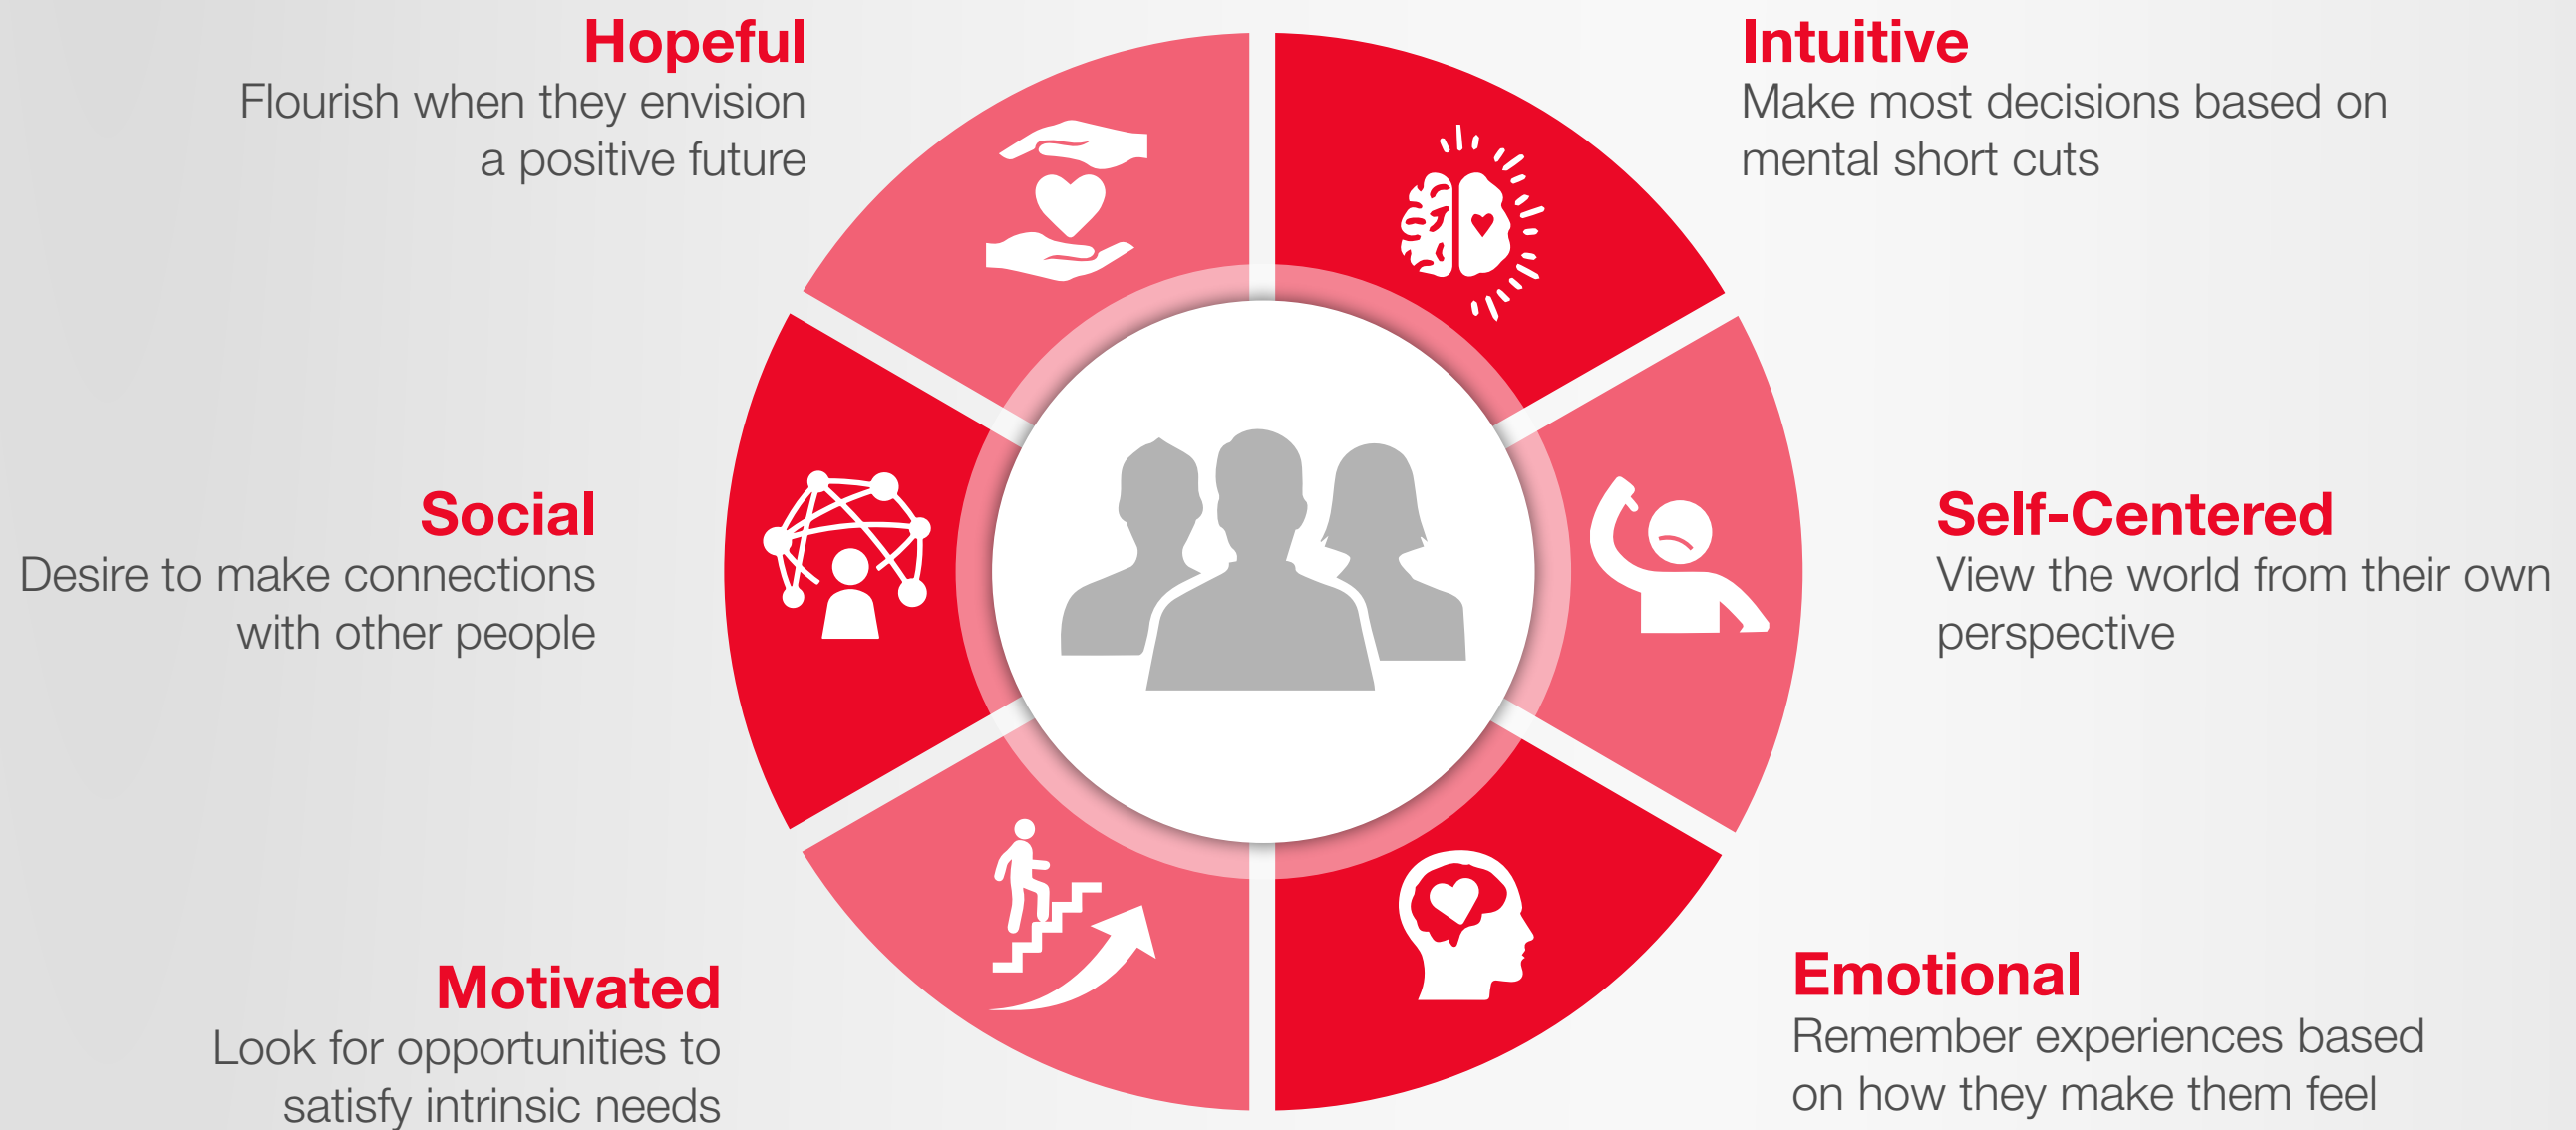 Hopeful
Flourish when they envision
a positive future
Intuitive
Make most decisions based on
mental short cuts
Social
Desire to make connections
with other people
Self-Centered
View the world from their own
perspective
Motivated
Look for opportunities to
satisfy intrinsic needs
Emotional
Remember experiences based
on how they make them feel